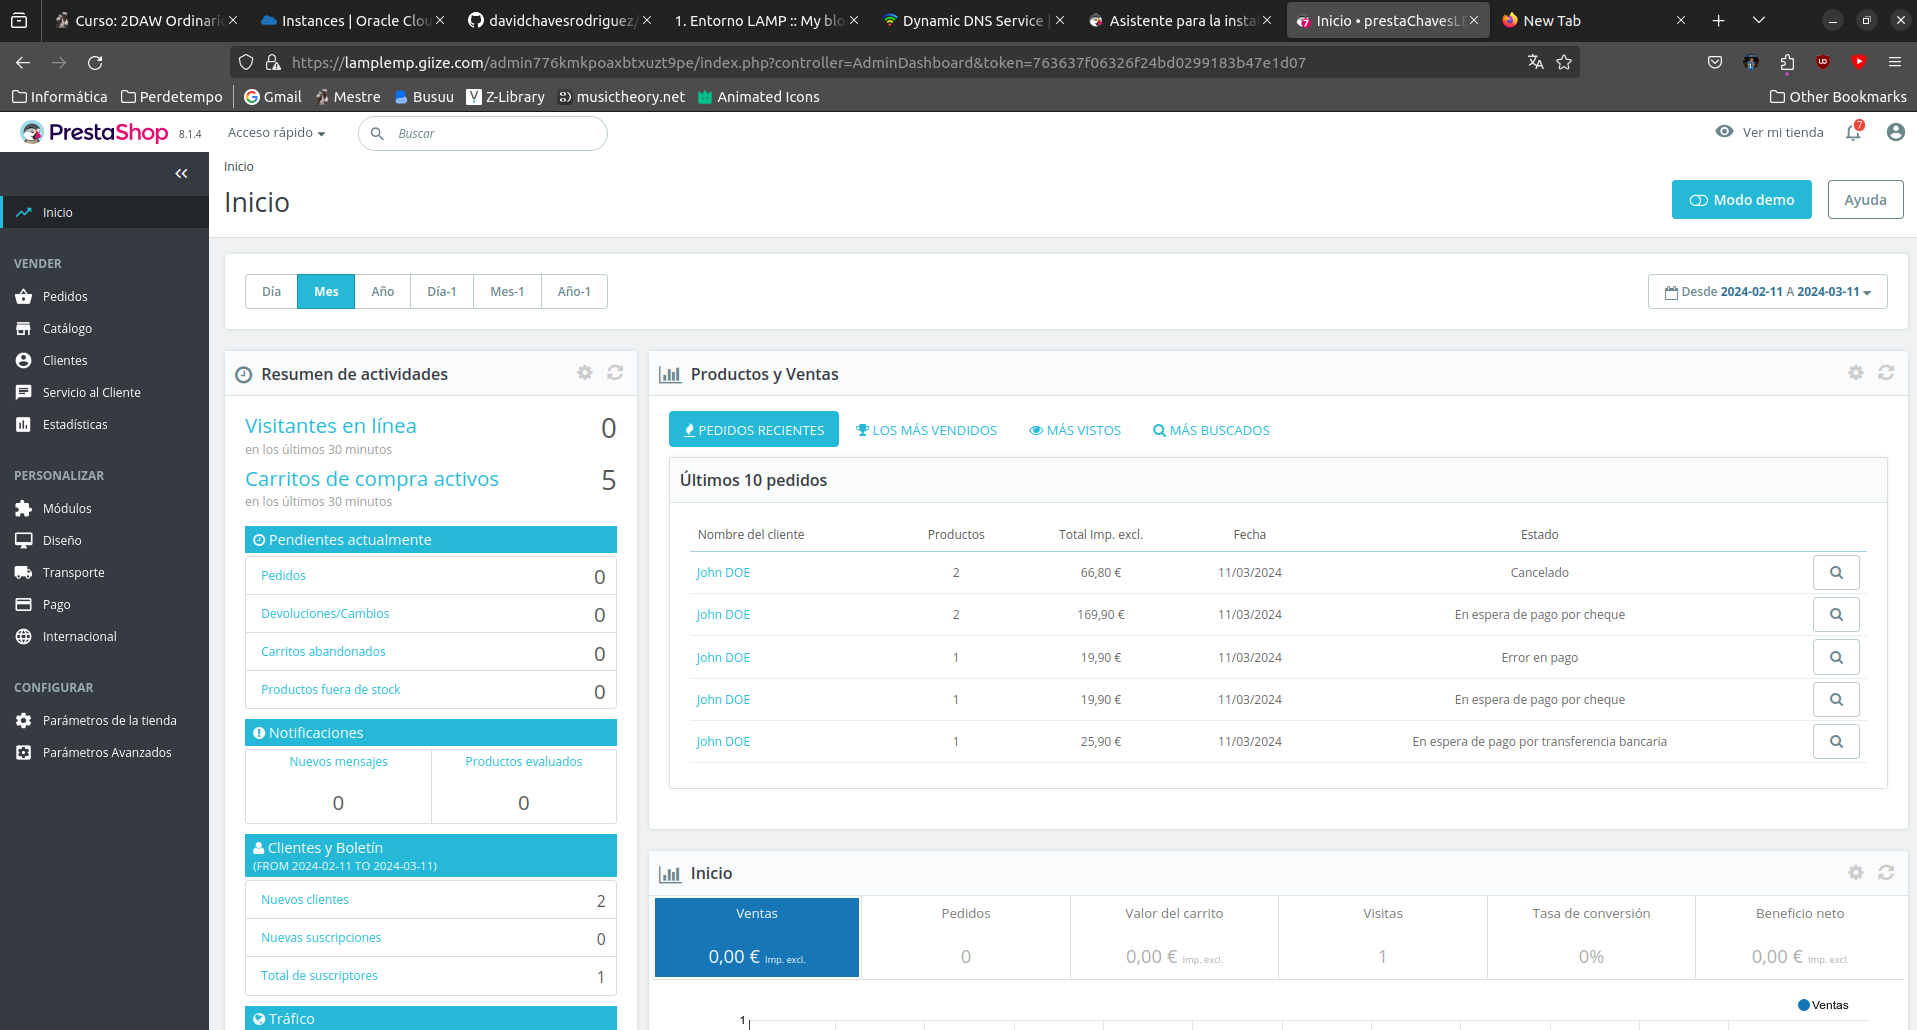 Curso: 2DAW Ordinari
Instances | Oracle Clou
davidchavesrodriguez/
1. Entorno LAMP :: My blo
Dynamic DNS Service |
Asistente para la instal
Inicio • prestaChavesLE
New Tab
https://lamplemp.giize.com/admin776kmkpoaxbtxuzt9pe/index.php?controller=AdminDashboard&token=763637f06326f24bd0299183b47e1d07
Informática
Perdetempo
Gmail
Mestre
Busuu
Z-Library
musictheory.net
Animated Icons
Other Bookmarks
PrestaShop 8.1.4
Acceso rápido
Buscar
Ver mi tienda
7
Inicio
Inicio
Modo demo
Ayuda
Inicio
VENDER
Pedidos
Catálogo
Clientes
Servicio al Cliente
Estadísticas
PERSONALIZAR
Módulos
Diseño
Transporte
Pago
Internacional
CONFIGURAR
Parámetros de la tienda
Parámetros Avanzados
Día
Mes
Año
Día-1
Mes-1
Año-1
Desde 2024-02-11 A 2024-03-11
Resumen de actividades
Visitantes en línea 0
en los últimos 30 minutos
Carritos de compra activos 5
en los últimos 30 minutos
Pendientes actualmente
Pedidos 0
Devoluciones/Cambios 0
Carritos abandonados 0
Productos fuera de stock 0
Notificaciones
Nuevos mensajes Productos evaluados
0 0
Clientes y Boletín
(FROM 2024-02-11 TO 2024-03-11)
Nuevos clientes 2
Nuevas suscripciones 0
Total de suscriptores 1
Tráfico
Productos y Ventas
PEDIDOS RECIENTES
LOS MÁS VENDIDOS
MÁS VISTOS
MÁS BUSCADOS
Últimos 10 pedidos
Nombre del cliente Productos Total Imp. excl. Fecha Estado
John DOE 2 66,80 € 11/03/2024 Cancelado
John DOE 2 169,90 € 11/03/2024 En espera de pago por cheque
John DOE 1 19,90 € 11/03/2024 Error en pago
John DOE 1 19,90 € 11/03/2024 En espera de pago por cheque
John DOE 1 25,90 € 11/03/2024 En espera de pago por transferencia bancaria
Inicio
Ventas Pedidos Valor del carrito Visitas Tasa de conversión Beneficio neto
0,00 € Imp. excl. 0 0,00 € Imp. excl. 1 0% 0,00 € Imp. excl.
Ventas
1